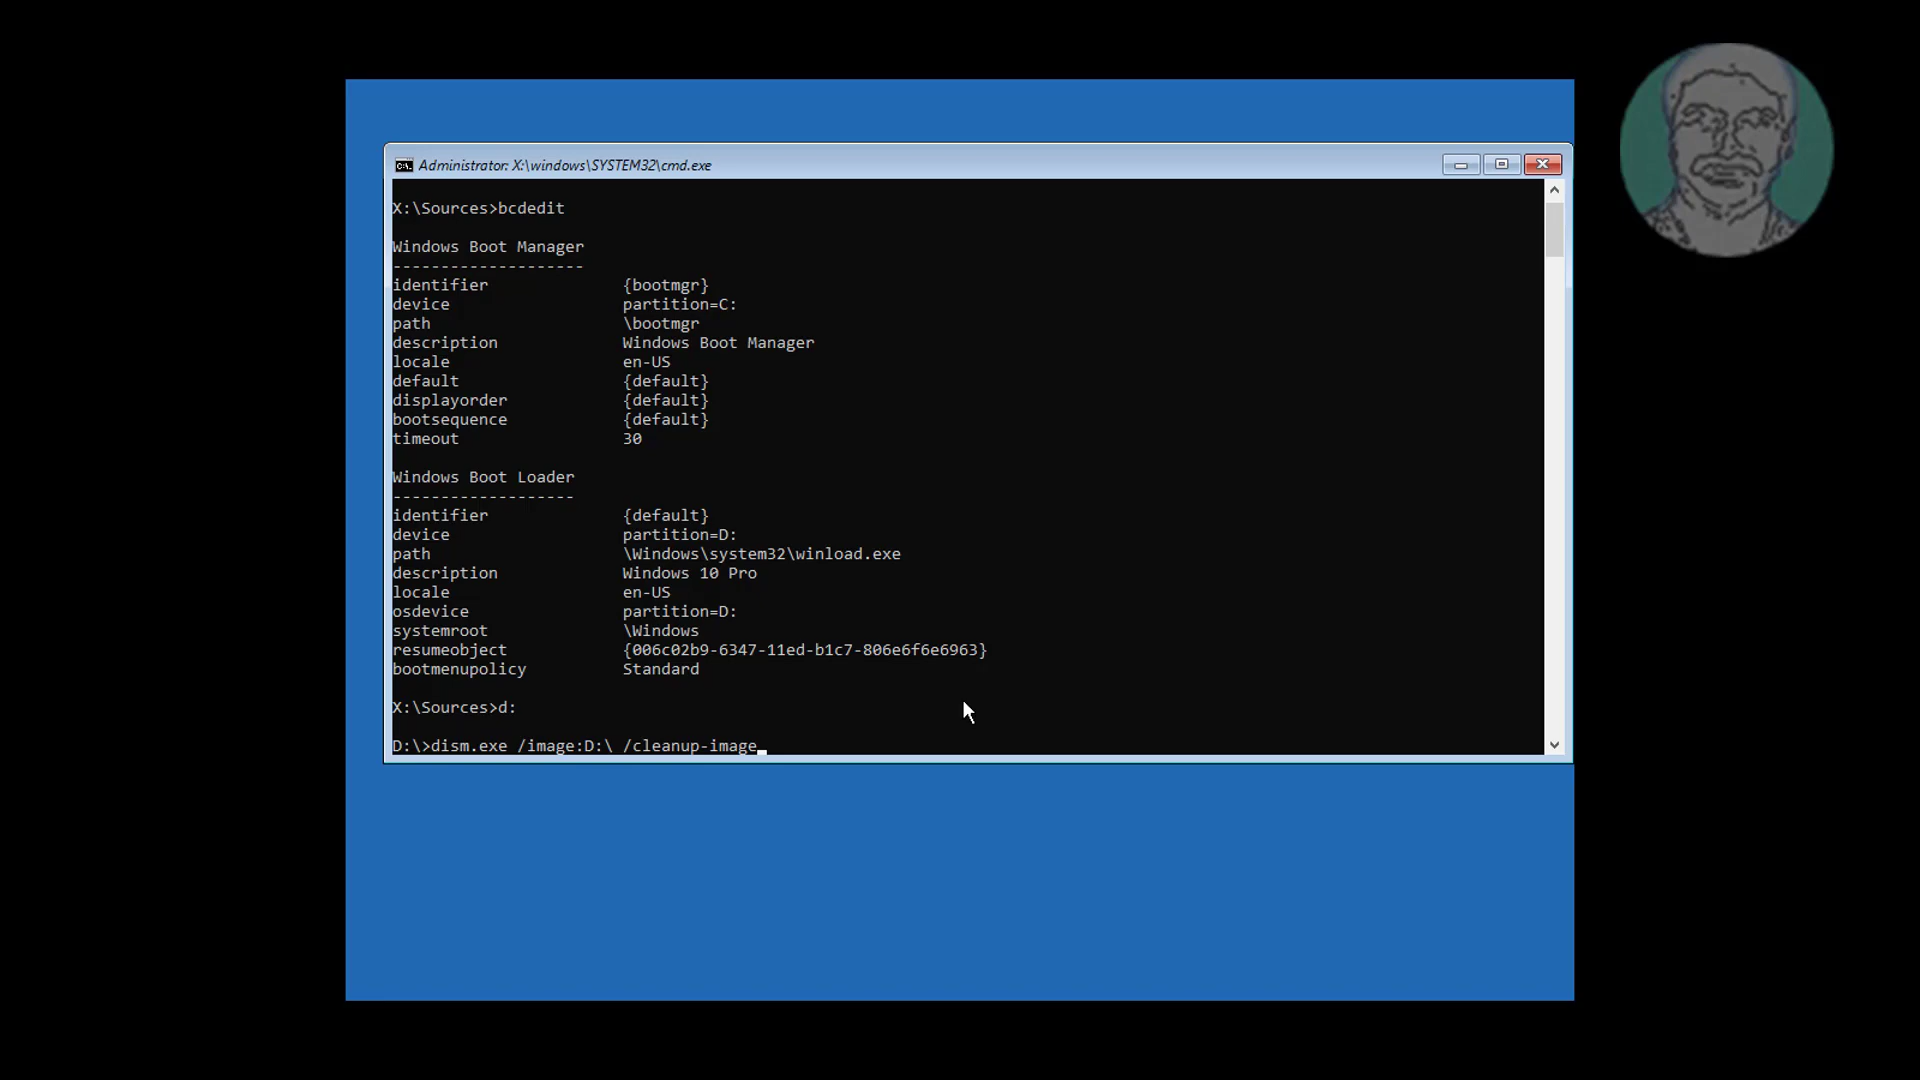 Administrator: X:\windows\SYSTEM32\cmd.exe
X:\Sources>bcdedit
Windows Boot Manager
--------------------
identifier              {bootmgr}
device                  partition=C:
path                    \bootmgr
description             Windows Boot Manager
locale                  en-US
default                 {default}
displayorder            {default}
bootsequence            {default}
timeout                 30
Windows Boot Loader
-------------------
identifier              {default}
device                  partition=D:
path                    \Windows\system32\winload.exe
description             Windows 10 Pro
locale                  en-US
osdevice                partition=D:
systemroot              \Windows
resumeobject            {006c02b9-6347-11ed-b1c7-806e6f6e6963}
bootmenupolicy          Standard
X:\Sources>d:
D:\>dism.exe /image:D:\ /cleanup-image_